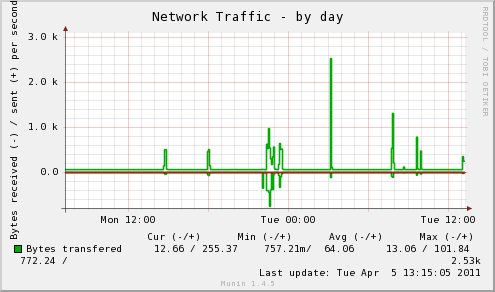 Network Traffic - by day
RRDTOOL / TOBI OETIKER
Bytes received (-) / sent (+) per second
3.0 k
2.0 k
1.0 k
0.0
Mon 12:00 Tue 00:00 Tue 12:00
Cur (-/+) Min (-/+) Avg (-/+) Max (-/+)
Bytes transfered 12.66 / 255.37 757.21m/ 64.06 13.06 / 101.84
772.24 / 2.53k
Last update: Tue Apr 5 13:15:05 2011
Munin 1.4.5